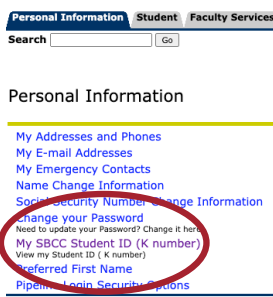 Personal Information Student Faculty Services
Search Go
Personal Information
My Addresses and Phones
My E-mail Addresses
My Emergency Contacts
Name Change Information
Social Security Number Change Information
Change your Password
Need to update your Password? Change it here
My SBCC Student ID (K number)
View my Student ID ( K number)
Preferred First Name
Pipeline Login Security Options